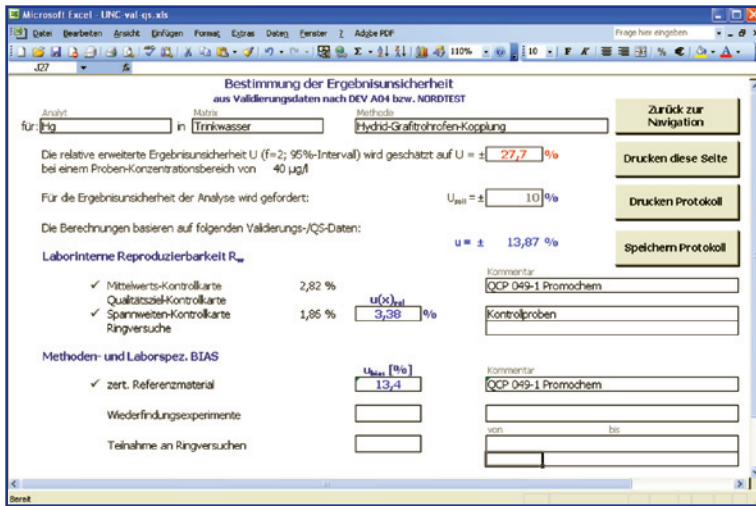 Microsoft Excel - UNC-val-qs.xls
Datei Bearbeiten Ansicht Einfügen Format Extras Daten Fenster ? Adobe PDF Frage hier eingeben
110% 10 F K % €
J27 fx
Bestimmung der Ergebnisunsicherheit
aus Validierungsdaten nach DEV A04 bzw. NORDTEST
Analyt Matrix Methode
für: Hg in Trinkwasser Hydrid-Grafitrohrofen-Kopplung
Zurück zur
Navigation
Die relative erweiterte Ergebnisunsicherheit U (f=2; 95%-Interval) wird geschätzt auf U = ± 27,7 %
bei einem Proben-Konzentrationsbereich von 40 µg/l
Drucken diese Seite
Für die Ergebnisunsicherheit der Analyse wird gefordert: Usoll = ± 10 %
Drucken Protokoll
Die Berechnungen basieren auf folgenden Validierungs-/QS-Daten:
u = ± 13,87 %
Speichern Protokoll
Laborinterne Reproduzierbarkeit Rw
Kommentar
✓ Mittelwerts-Kontrollkarte 2,82 % QCP 049-1 Promochem
Qualitätsziel-Kontrollkarte u(x)rel
✓ Spannweiten-Kontrollkarte 1,86 % 3,38 % Kontrollproben
Ringversuche
Methoden- und Laborspez. BIAS
ubias [%] Kommentar
✓ zert. Referenzmaterial 13,4 QCP 049-1 Promochem
Wiederfindungsexperimente
von bis
Teilnahme an Ringversuchen
Bereit